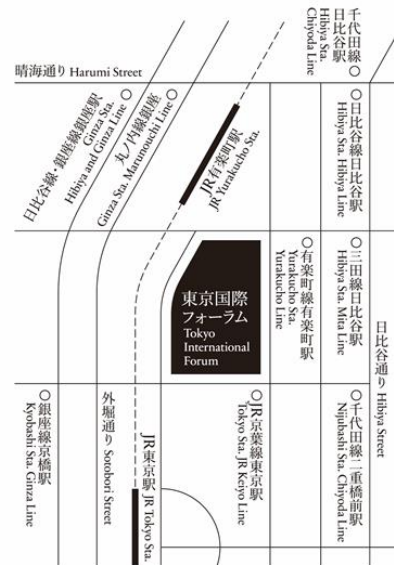 千代田線
日比谷駅
Hibiya Sta.
Chiyoda Line
晴海通り Harumi Street
日比谷線・銀座線銀座駅
Ginza Sta.
Hibiya and Ginza Line
丸ノ内線銀座
Ginza Sta. Marunouchi Line
JR有楽町駅
JR Yurakucho Sta.
日比谷線日比谷駅
Hibiya Sta. Hibiya Line
東京国際
フォーラム
Tokyo
International
Forum
有楽町線有楽町駅
Yurakucho Sta.
Yurakucho Line
三田線日比谷駅
Hibiya Sta. Mita Line
日比谷通り Hibiya Street
銀座線京橋駅
Kyobashi Sta. Ginza Line
外堀通り Sotobori Street
JR東京駅 JR Tokyo Sta.
JR京葉線東京駅
Tokyo Sta. JR Keiyo Line
千代田線二重橋前駅
Nijubashi Sta. Chiyoda Line